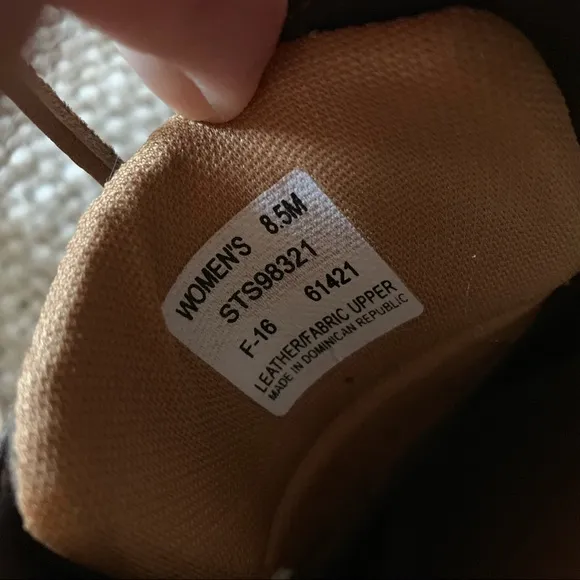 WOMEN'S 8.5M
STS98321
F-16 61421
LEATHER/FABRIC UPPER
MADE IN DOMINICAN REPUBLIC